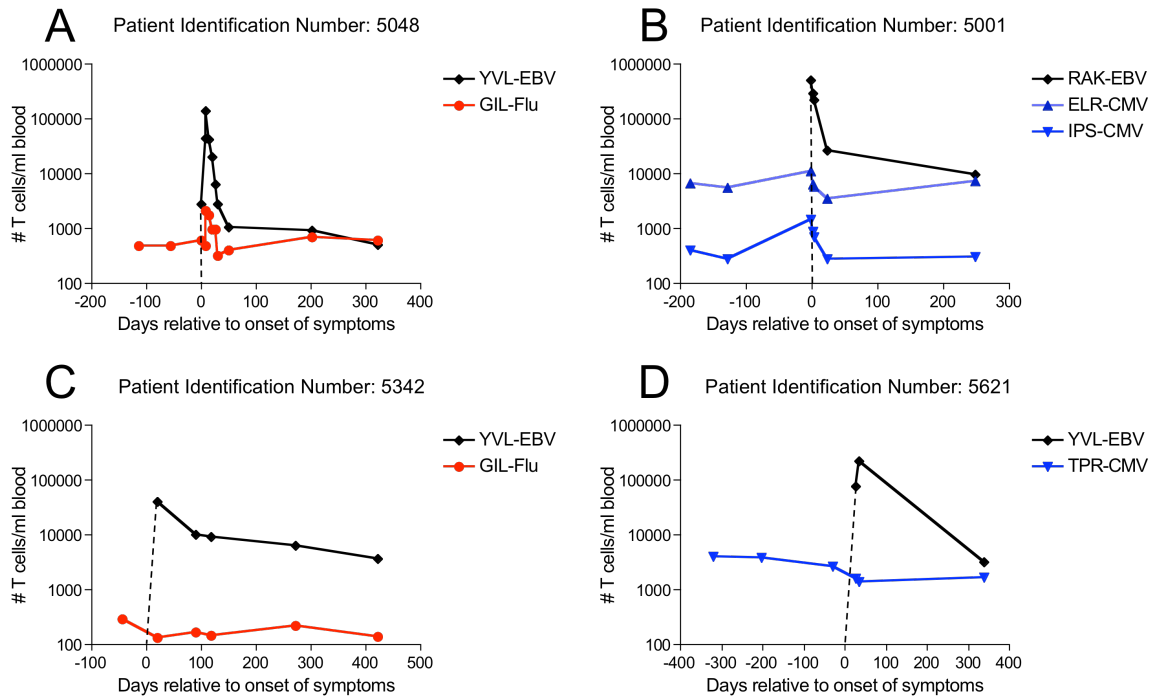 A
Patient Identification Number: 5048
1000000
100000
10000
1000
100
-200
-100
0
100
200
300
400
# T cells/ml blood
Days relative to onset of symptoms
YVL-EBV
GIL-Flu
B
Patient Identification Number: 5001
1000000
100000
10000
1000
100
-200
-100
0
100
200
300
# T cells/ml blood
Days relative to onset of symptoms
RAK-EBV
ELR-CMV
IPS-CMV
C
Patient Identification Number: 5342
1000000
100000
10000
1000
100
-100
0
100
200
300
400
500
# T cells/ml blood
Days relative to onset of symptoms
YVL-EBV
GIL-Flu
D
Patient Identification Number: 5621
1000000
100000
10000
1000
100
-400
-300
-200
-100
0
100
200
300
400
# T cells/ml blood
Days relative to onset of symptoms
YVL-EBV
TPR-CMV